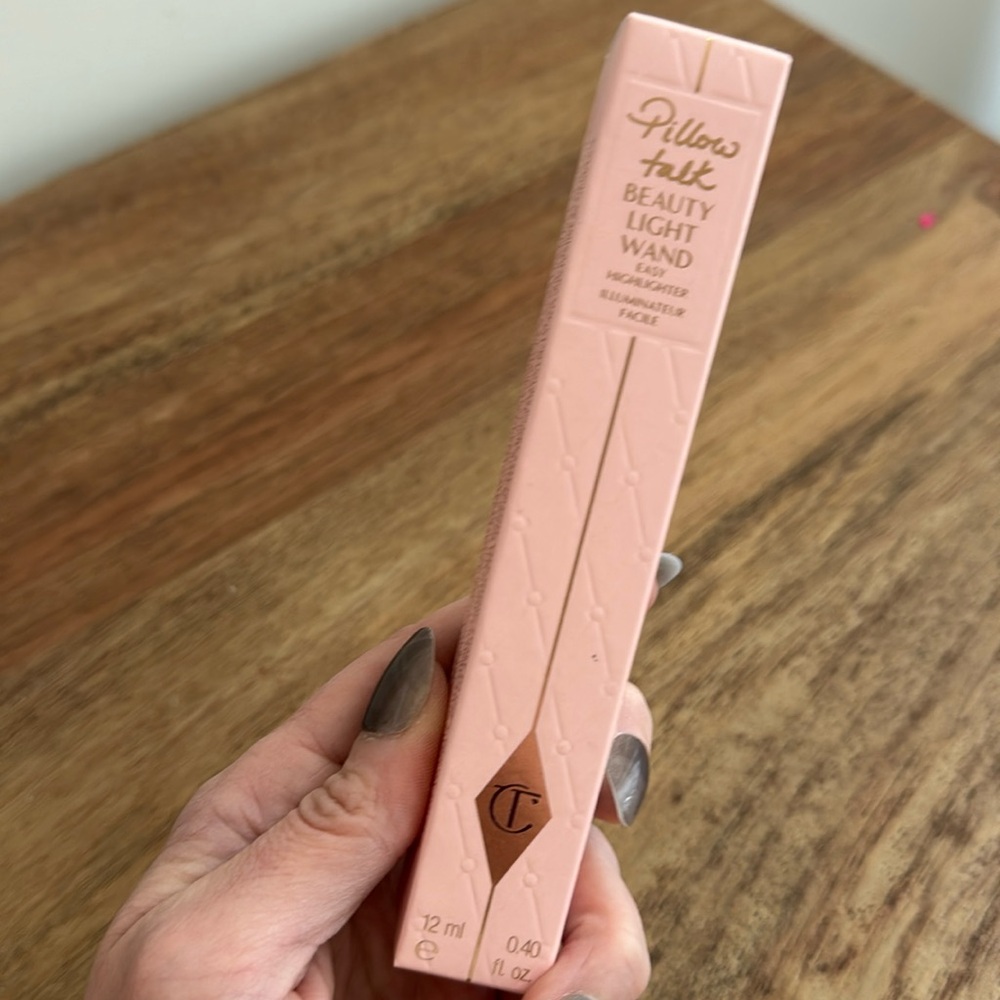 Pillow
talk
BEAUTY
LIGHT
WAND
EASY
HIGHLIGHTER
ILLUMINATEUR
FACILE
CT
12 ml 0.40
℮ fl. oz.